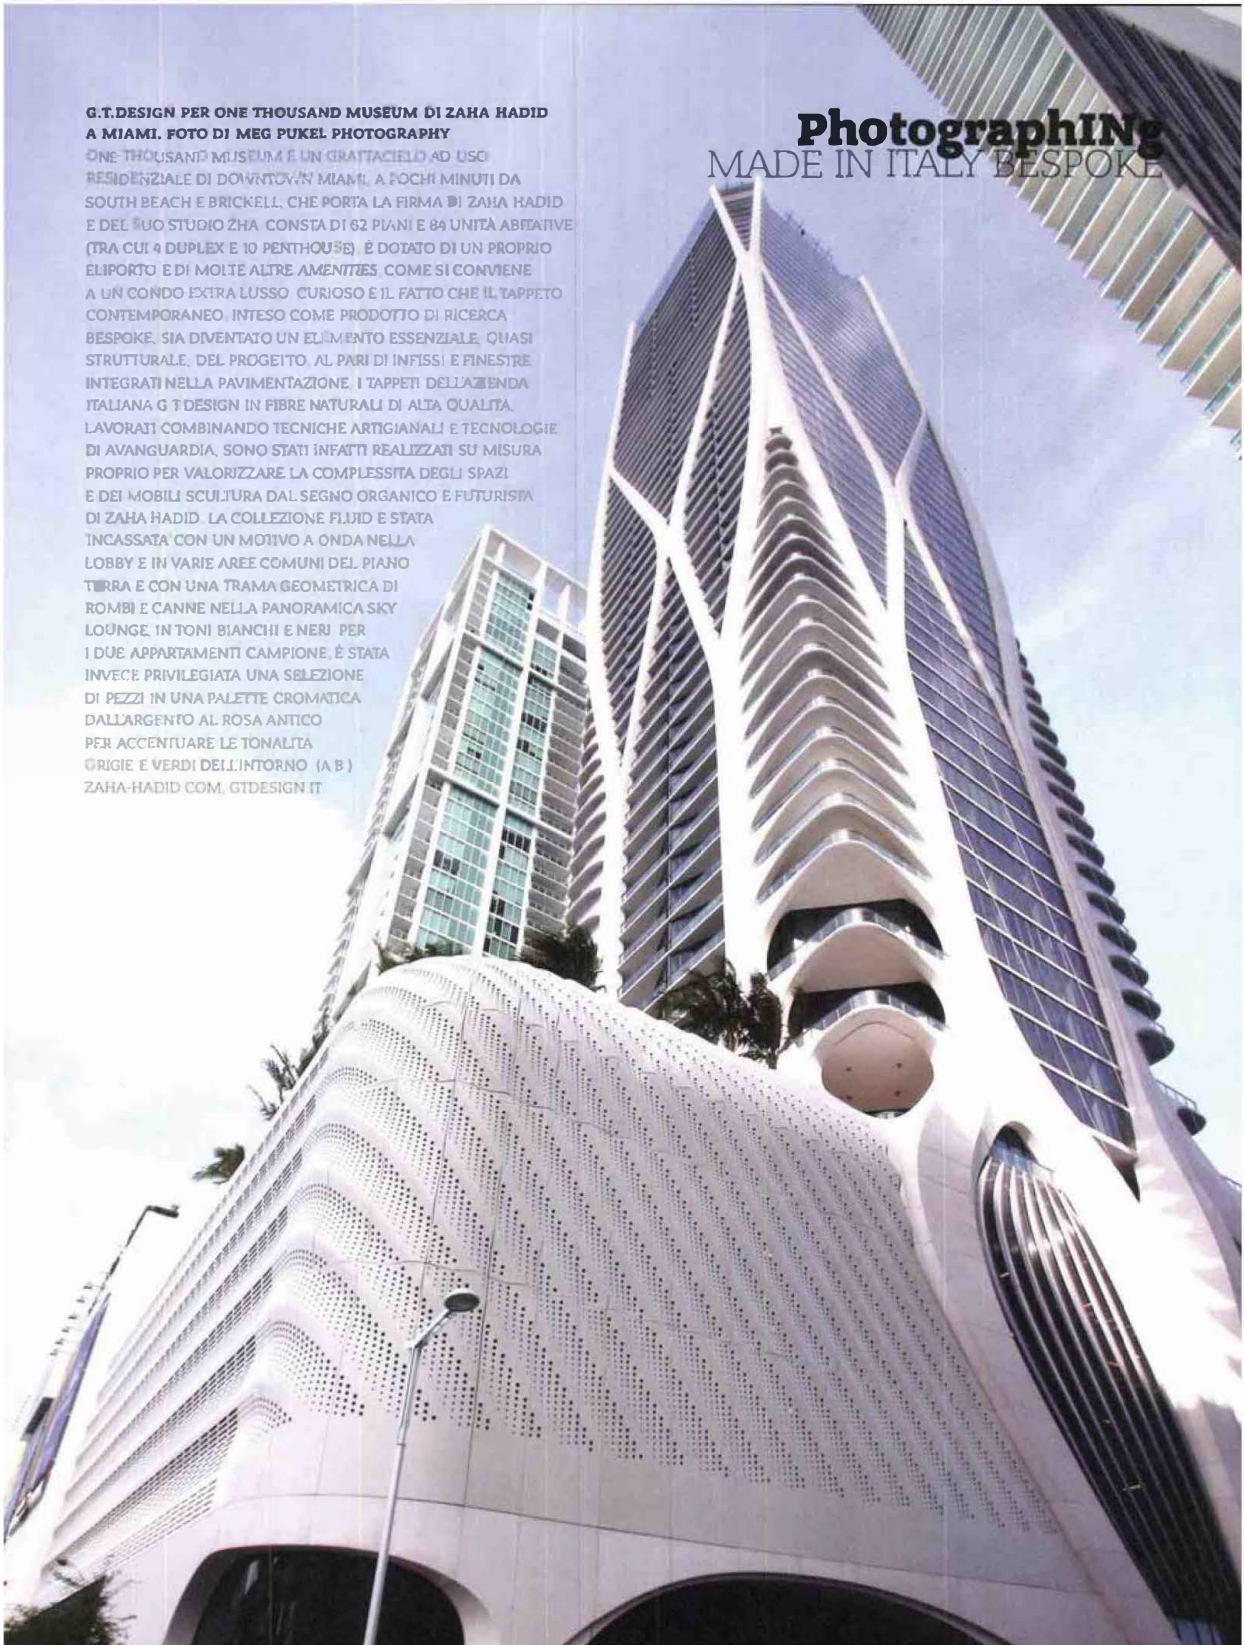 G.T.DESIGN PER ONE THOUSAND MUSEUM DI ZAHA HADID
A MIAMI. FOTO DI MEG PUKEL PHOTOGRAPHY
ONE THOUSAND MUSEUM È UN GRATTACIELO AD USO
RESIDENZIALE DI DOWNTOWN MIAMI, A POCHI MINUTI DA
SOUTH BEACH E BRICKELL, CHE PORTA LA FIRMA DI ZAHA HADID
E DEL SUO STUDIO ZHA. CONSTA DI 62 PIANI E 84 UNITÀ ABITATIVE
(TRA CUI 4 DUPLEX E 10 PENTHOUSE), È DOTATO DI UN PROPRIO
ELIPORTO E DI MOLTE ALTRE AMENITIES, COME SI CONVIENE
A UN CONDO EXTRA LUSSO. CURIOSO È IL FATTO CHE IL TAPPETO
CONTEMPORANEO, INTESO COME PRODOTTO DI RICERCA
BESPOKE, SIA DIVENTATO UN ELEMENTO ESSENZIALE, QUASI
STRUTTURALE, DEL PROGETTO, AL PARI DI INFISSI E FINESTRE
INTEGRATI NELLA PAVIMENTAZIONE, I TAPPETI DELL'AZIENDA
ITALIANA G.T.DESIGN IN FIBRE NATURALI DI ALTA QUALITÀ,
LAVORATI COMBINANDO TECNICHE ARTIGIANALI E TECNOLOGIE
DI AVANGUARDIA, SONO STATI INFATTI REALIZZATI SU MISURA
PROPRIO PER VALORIZZARE LA COMPLESSITÀ DEGLI SPAZI
E DEI MOBILI SCULTURA DAL SEGNO ORGANICO E FUTURISTA
DI ZAHA HADID. LA COLLEZIONE FLUID È STATA
'INCASSATA' CON UN MOTIVO A ONDA NELLA
LOBBY E IN VARIE AREE COMUNI DEL PIANO
TERRA E CON UNA TRAMA GEOMETRICA DI
ROMBI E CANNE NELLA PANORAMICA SKY
LOUNGE, IN TONI BIANCHI E NERI. PER
I DUE APPARTAMENTI CAMPIONE, È STATA
INVECE PRIVILEGIATA UNA SELEZIONE
DI PEZZI IN UNA PALETTE CROMATICA
DALL'ARGENTO AL ROSA ANTICO
PER ACCENTUARE LE TONALITÀ
GRIGIE E VERDI DELL'INTORNO. (A.B.)
ZAHA-HADID.COM, GTDESIGN.IT
PhotographINg
MADE IN ITALY BESPOKE